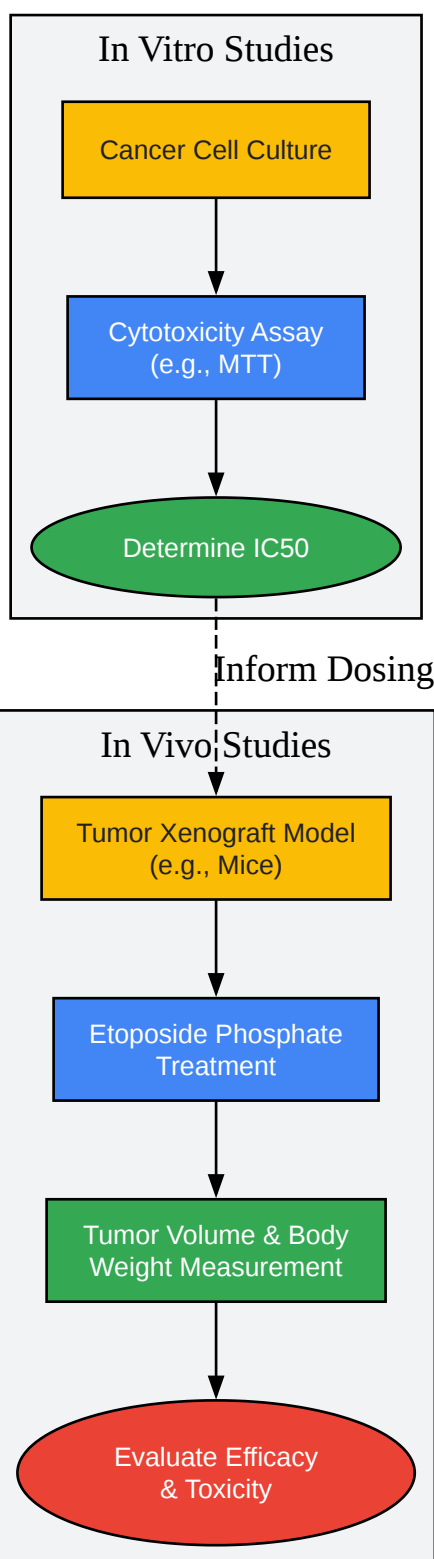 In Vitro Studies
Cancer Cell Culture
Cytotoxicity Assay
(e.g., MTT)
Determine IC50
Inform Dosing
In Vivo Studies
Tumor Xenograft Model
(e.g., Mice)
Etoposide Phosphate
Treatment
Tumor Volume & Body
Weight Measurement
Evaluate Efficacy
& Toxicity